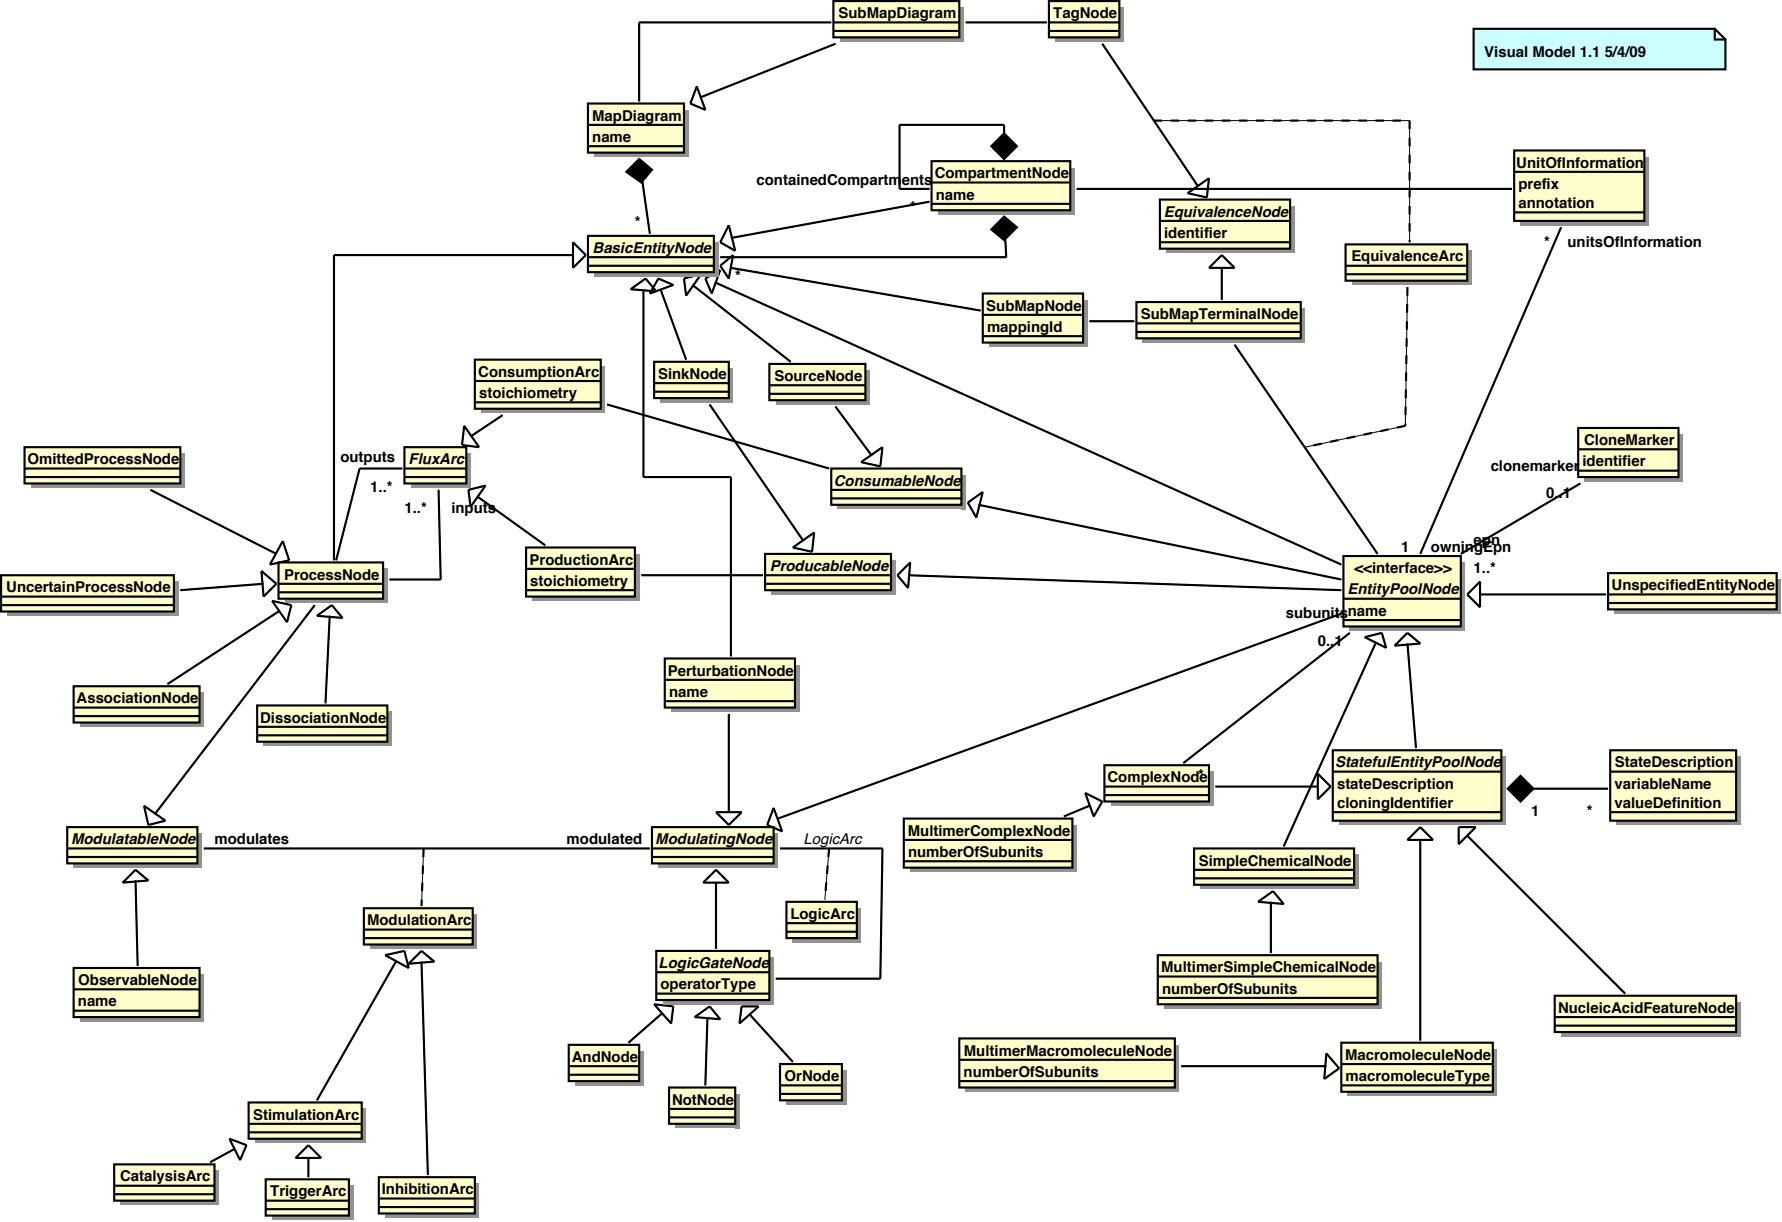 SubMapDiagram
TagNode
Visual Model 1.1 5/4/09
MapDiagram
name
containedCompartments
*
CompartmentNode
name
UnitOfInformation
prefix
annotation
*
BasicEntityNode
*
EquivalenceNode
identifier
* unitsOfInformation
EquivalenceArc
SubMapNode
mappingId
SubMapTerminalNode
ConsumptionArc
stoichiometry
SinkNode
SourceNode
OmittedProcessNode
outputs
1..*
FluxArc
1..*
inputs
ConsumableNode
CloneMarker
identifier
clonemarker
0..1
ProductionArc
stoichiometry
ProducableNode
1
owningEpn
epn
1..*
<<interface>>
EntityPoolNode
name
UnspecifiedEntityNode
UncertainProcessNode
ProcessNode
subunits
0..1
AssociationNode
DissociationNode
PerturbationNode
name
ComplexNode
*
StatefulEntityPoolNode
stateDescription
cloningIdentifier
1
*
StateDescription
variableName
valueDefinition
ModulatableNode
modulates
modulated
ModulatingNode
LogicArc
MultimerComplexNode
numberOfSubunits
SimpleChemicalNode
ModulationArc
LogicArc
ObservableNode
name
LogicGateNode
operatorType
MultimerSimpleChemicalNode
numberOfSubunits
NucleicAcidFeatureNode
AndNode
NotNode
OrNode
MultimerMacromoleculeNode
numberOfSubunits
MacromoleculeNode
macromoleculeType
StimulationArc
CatalysisArc
TriggerArc
InhibitionArc